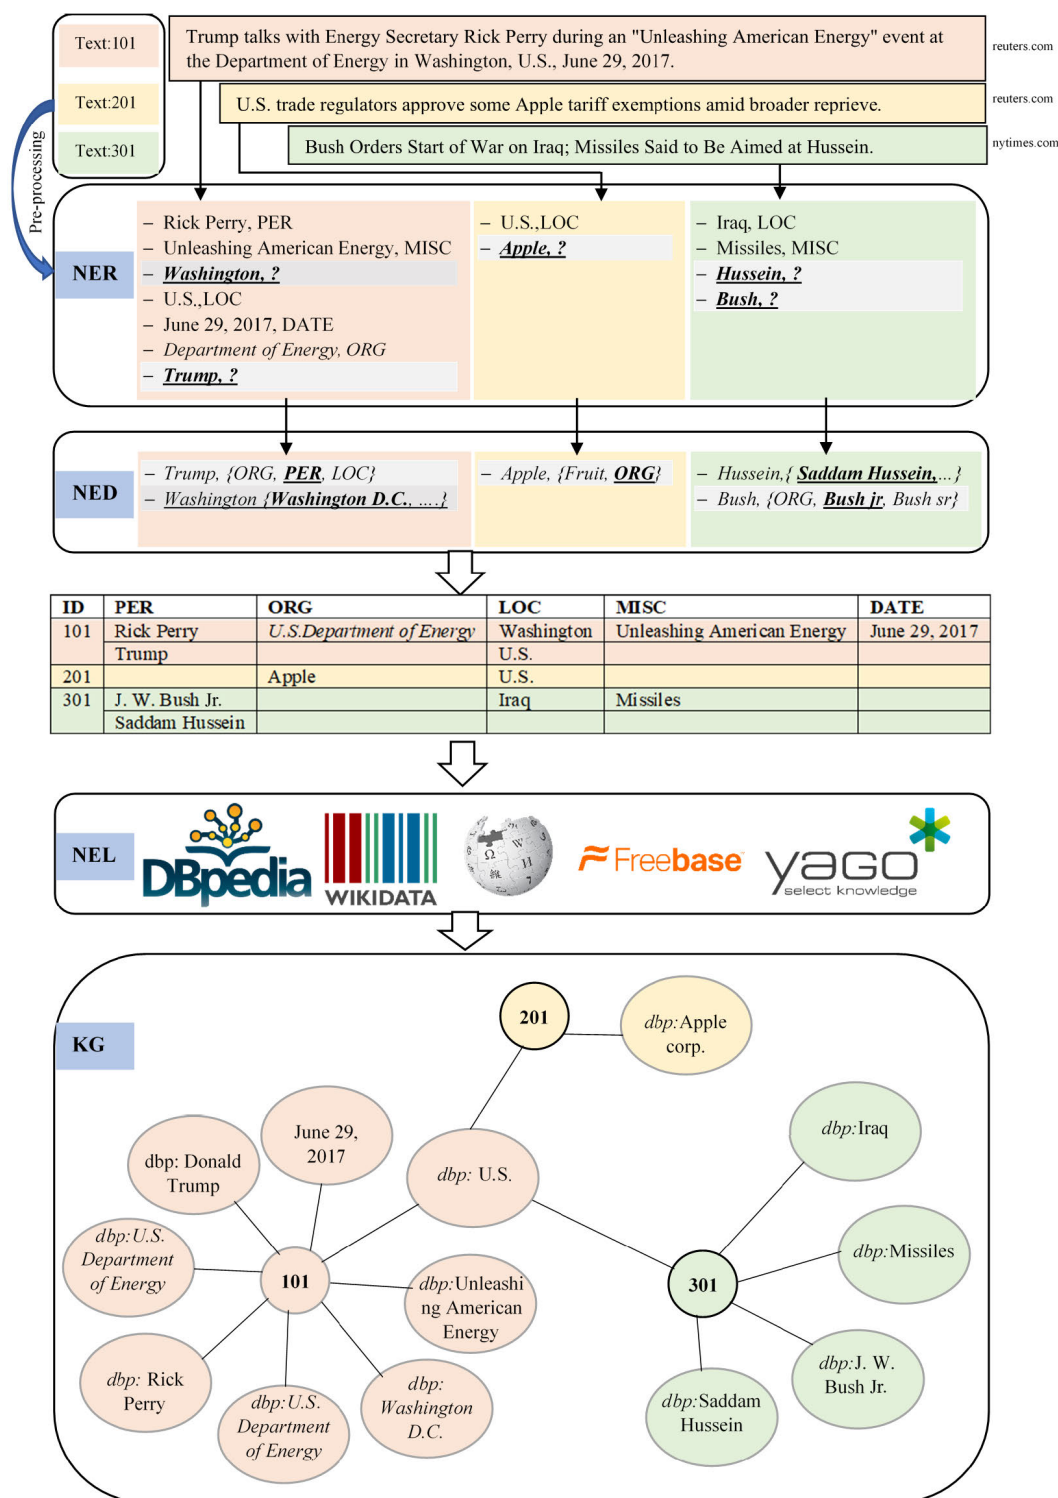 Text:101
Trump talks with Energy Secretary Rick Perry during an "Unleashing American Energy" event at
the Department of Energy in Washington, U.S., June 29, 2017.
reuters.com
Text:201
U.S. trade regulators approve some Apple tariff exemptions amid broader reprieve.
reuters.com
Text:301
Bush Orders Start of War on Iraq; Missiles Said to Be Aimed at Hussein.
nytimes.com
Pre-processing
NER
– Rick Perry, PER
– Unleashing American Energy, MISC
– Washington, ?
– U.S.,LOC
– June 29, 2017, DATE
– Department of Energy, ORG
– Trump, ?
– U.S.,LOC
– Apple, ?
– Iraq, LOC
– Missiles, MISC
– Hussein, ?
– Bush, ?
NED
– Trump, {ORG, PER, LOC}
– Washington {Washington D.C., ….}
– Apple, {Fruit, ORG}
– Hussein,{ Saddam Hussein,…}
– Bush, {ORG, Bush jr, Bush sr}
ID PER ORG LOC MISC DATE
101 Rick Perry U.S.Department of Energy Washington Unleashing American Energy June 29, 2017
Trump U.S.
201 Apple U.S.
301 J. W. Bush Jr. Iraq Missiles
Saddam Hussein
NEL
DBpedia
WIKIDATA
Freebase
yago
select knowledge
KG
201
dbp:Apple
corp.
June 29,
2017
dbp: Donald
Trump
dbp: U.S.
dbp:Iraq
dbp:U.S.
Department
of Energy
101
dbp:Unleashi
ng American
Energy
301
dbp:Missiles
dbp: Rick
Perry
dbp:U.S.
Department
of Energy
dbp:
Washington
D.C.
dbp:Saddam
Hussein
dbp:J. W.
Bush Jr.